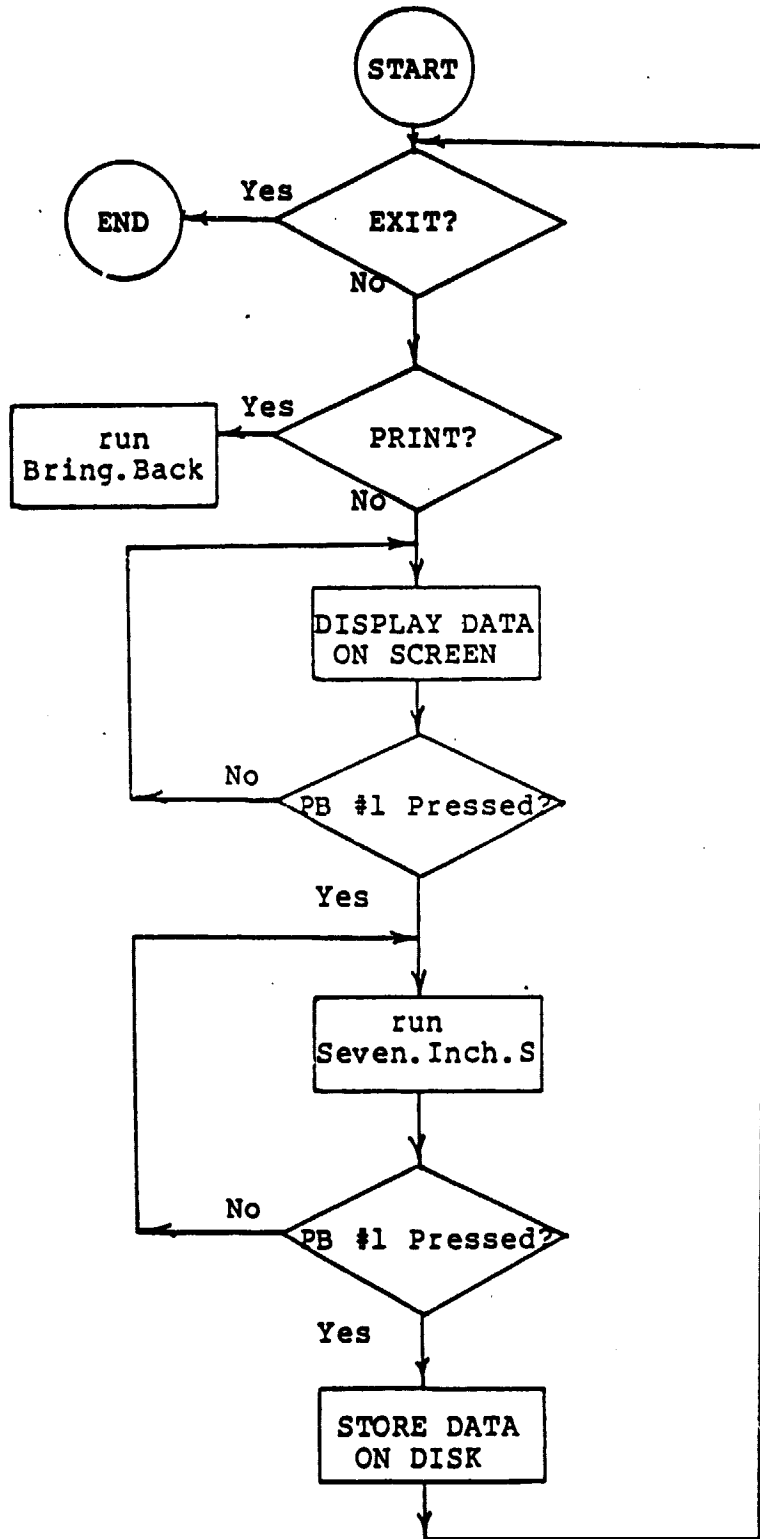 START
Yes
END
EXIT?
No
Yes
run
Bring.Back
PRINT?
No
DISPLAY DATA
ON SCREEN
No
PB #1 Pressed?
Yes
run
Seven.Inch.S
No
PB #1 Pressed?
Yes
STORE DATA
ON DISK